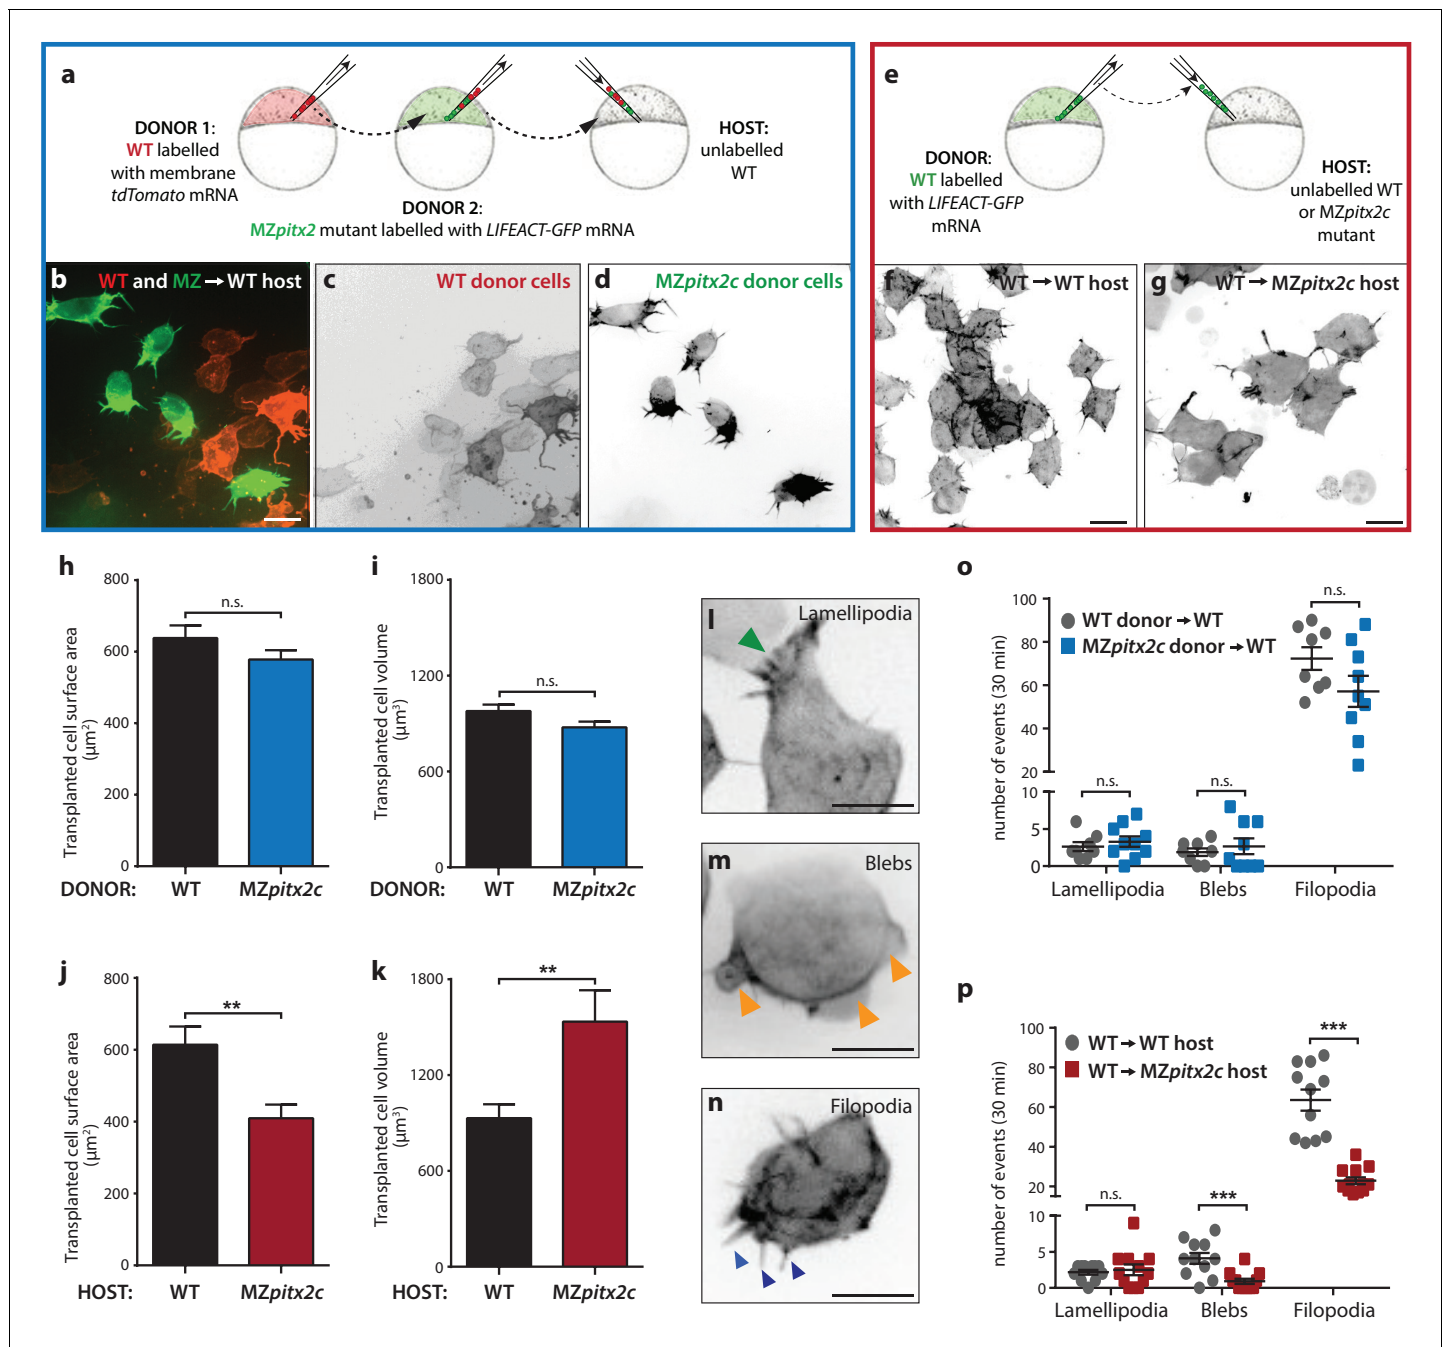 a
DONOR 1:
WT labelled
with membrane
tdTomato mRNA
DONOR 2:
MZpitx2 mutant labelled with LIFEACT-GFP mRNA
HOST:
unlabelled
WT
e
DONOR:
WT labelled
with LIFEACT-GFP
mRNA
HOST:
unlabelled WT
or MZpitx2c
mutant
b WT and MZ → WT host
c WT donor cells
d MZpitx2c donor cells
f WT → WT host
g WT → MZpitx2c host
h
Transplanted cell surface area
(μm²)
800
600
400
200
0
n.s.
DONOR: WT MZpitx2c
i
Transplanted cell volume
(μm³)
1800
1200
600
0
n.s.
DONOR: WT MZpitx2c
j
Transplanted cell surface area
(μm²)
800
600
400
200
0
**
HOST: WT MZpitx2c
k
Transplanted cell volume
(μm³)
1800
1200
600
0
**
HOST: WT MZpitx2c
l Lamellipodia
m Blebs
n Filopodia
o
number of events (30 min)
100
80
60
40
20
10
5
0
WT donor → WT
MZpitx2c donor → WT
n.s.
n.s.
n.s.
Lamellipodia Blebs Filopodia
p
number of events (30 min)
100
80
60
40
20
10
5
0
WT → WT host
WT → MZpitx2c host
n.s.
***
***
Lamellipodia Blebs Filopodia